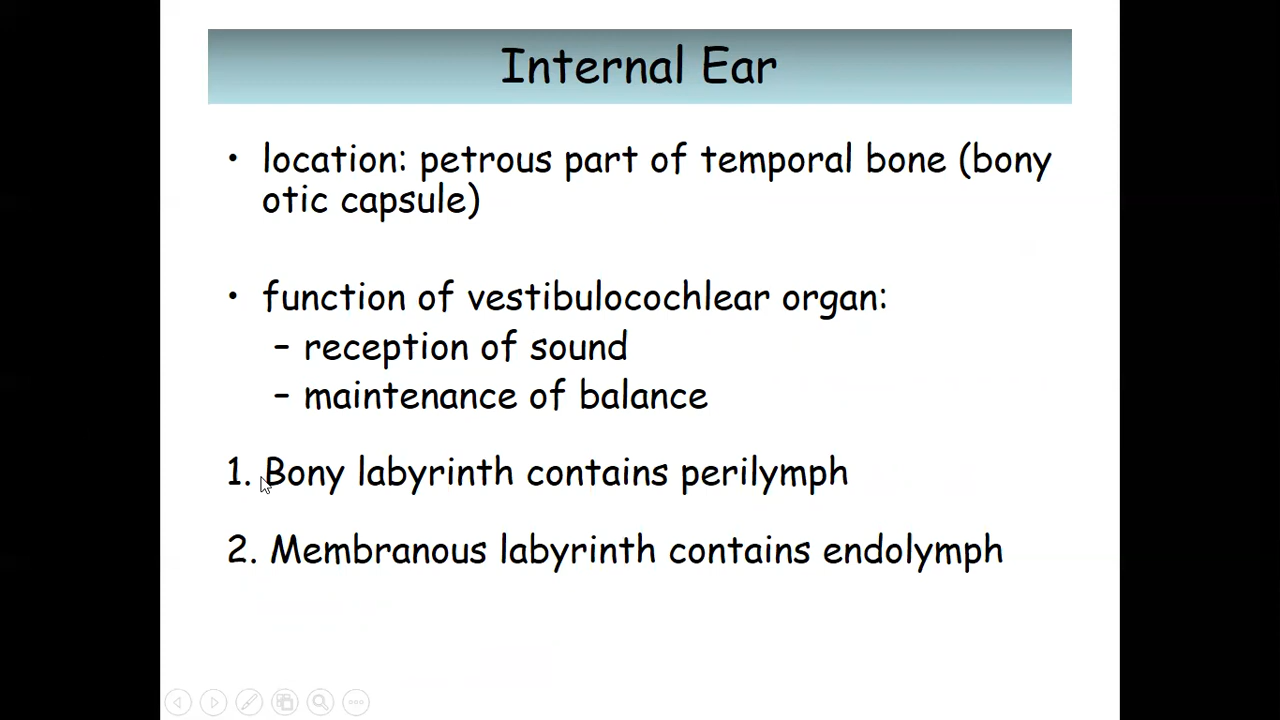 Internal Ear
• location: petrous part of temporal bone (bony
otic capsule)
• function of vestibulocochlear organ:
– reception of sound
– maintenance of balance
1. Bony labyrinth contains perilymph
2. Membranous labyrinth contains endolymph